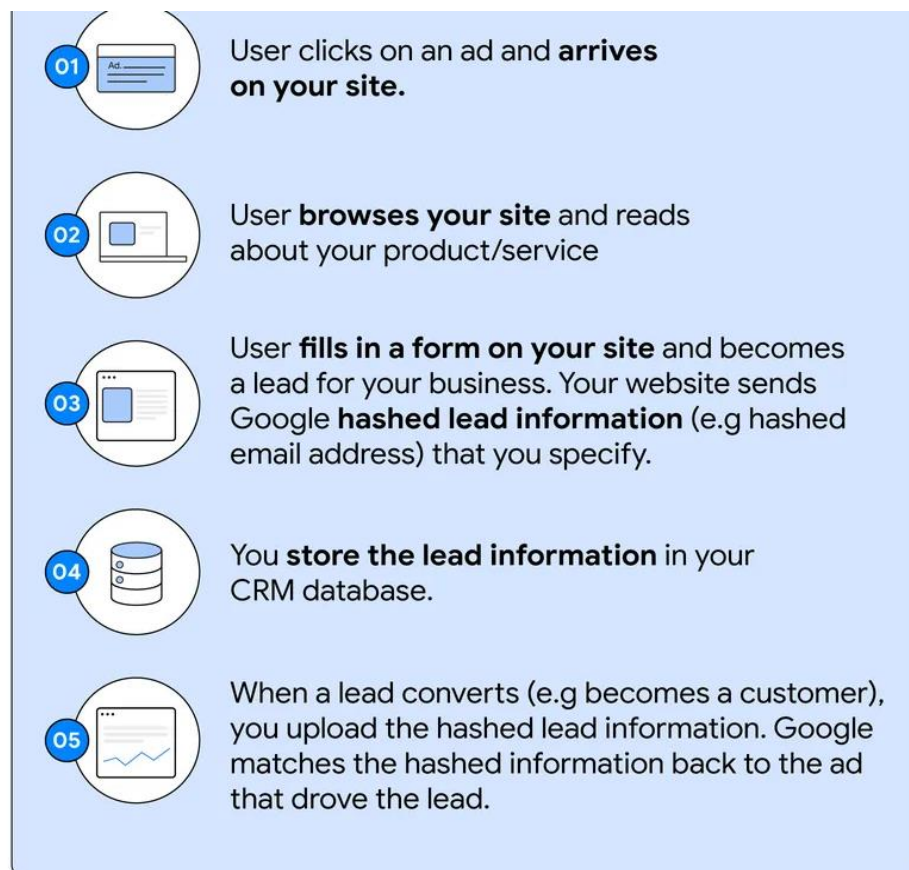 01
Ad.
User clicks on an ad and arrives
on your site.
02
User browses your site and reads
about your product/service
03
User fills in a form on your site and becomes
a lead for your business. Your website sends
Google hashed lead information (e.g hashed
email address) that you specify.
04
You store the lead information in your
CRM database.
05
When a lead converts (e.g becomes a customer),
you upload the hashed lead information. Google
matches the hashed information back to the ad
that drove the lead.